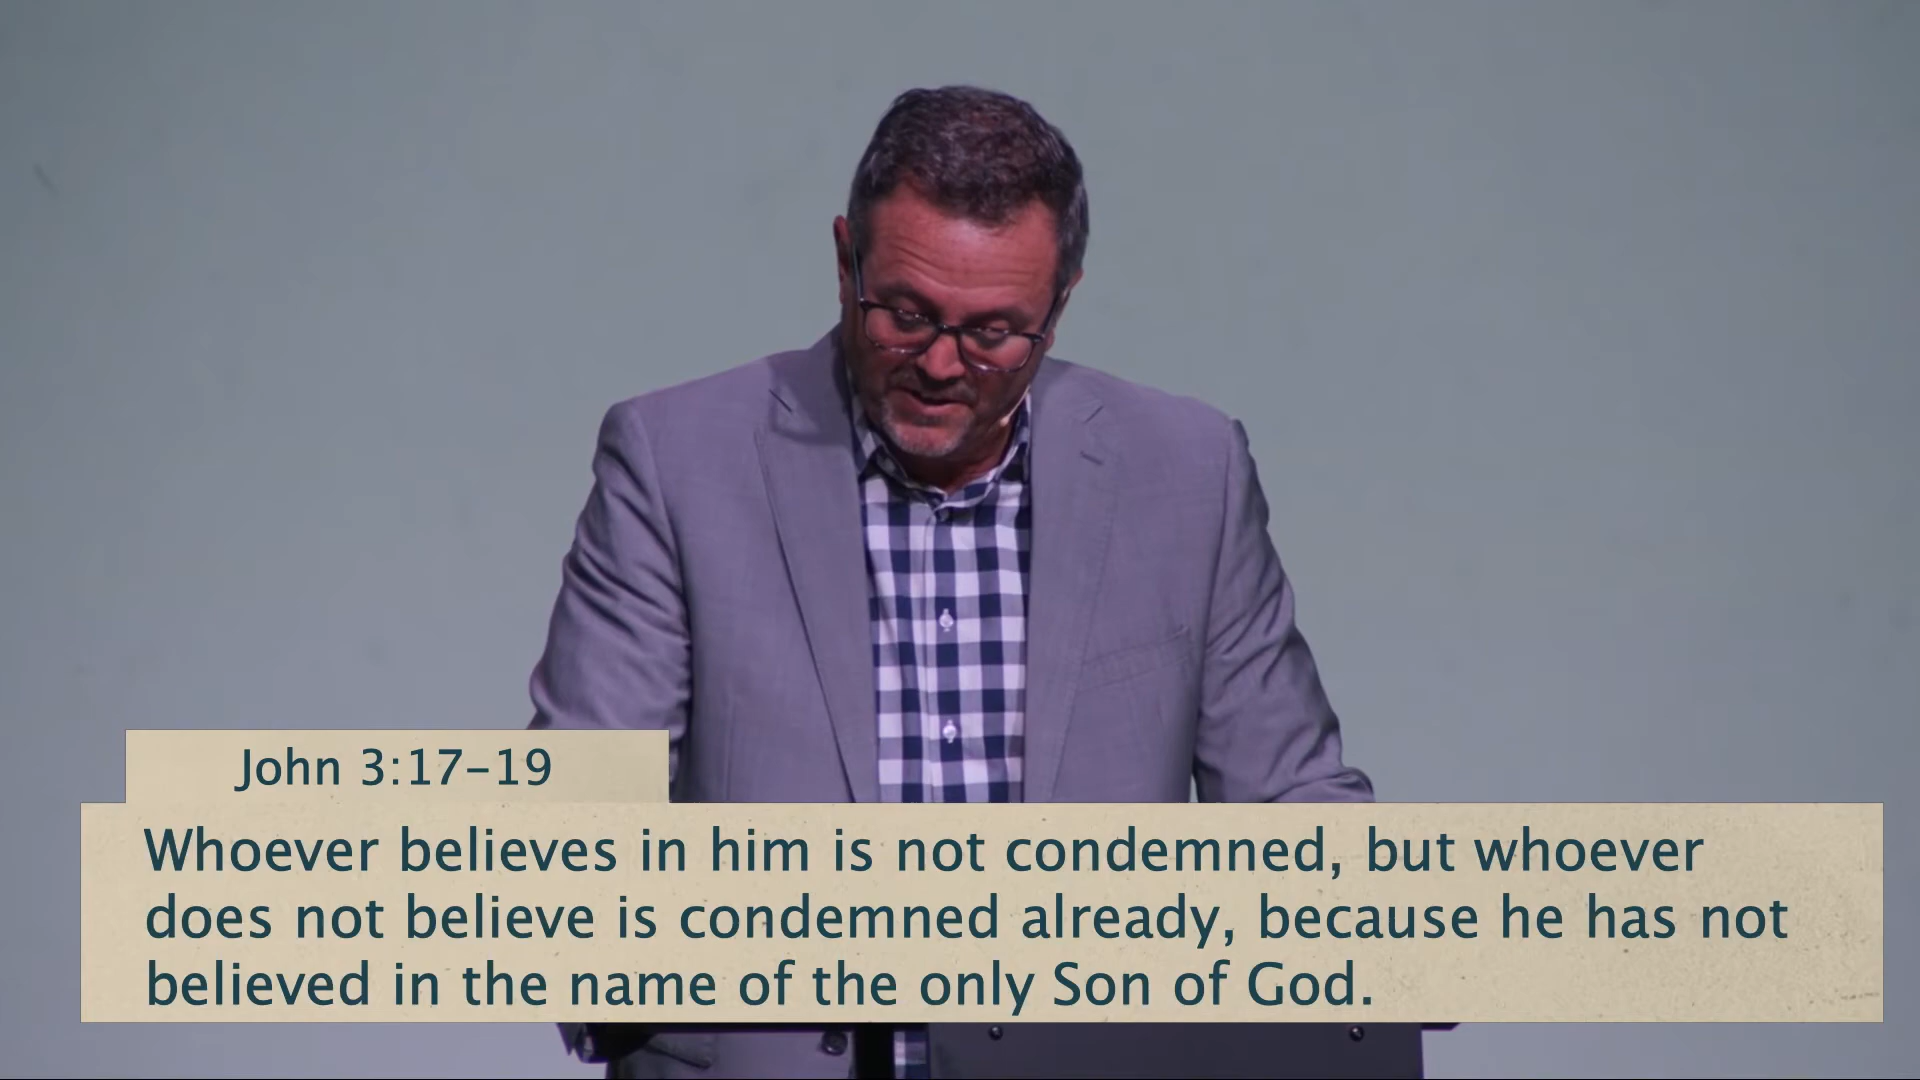 John 3:17–19
Whoever believes in him is not condemned, but whoever
does not believe is condemned already, because he has not
believed in the name of the only Son of God.